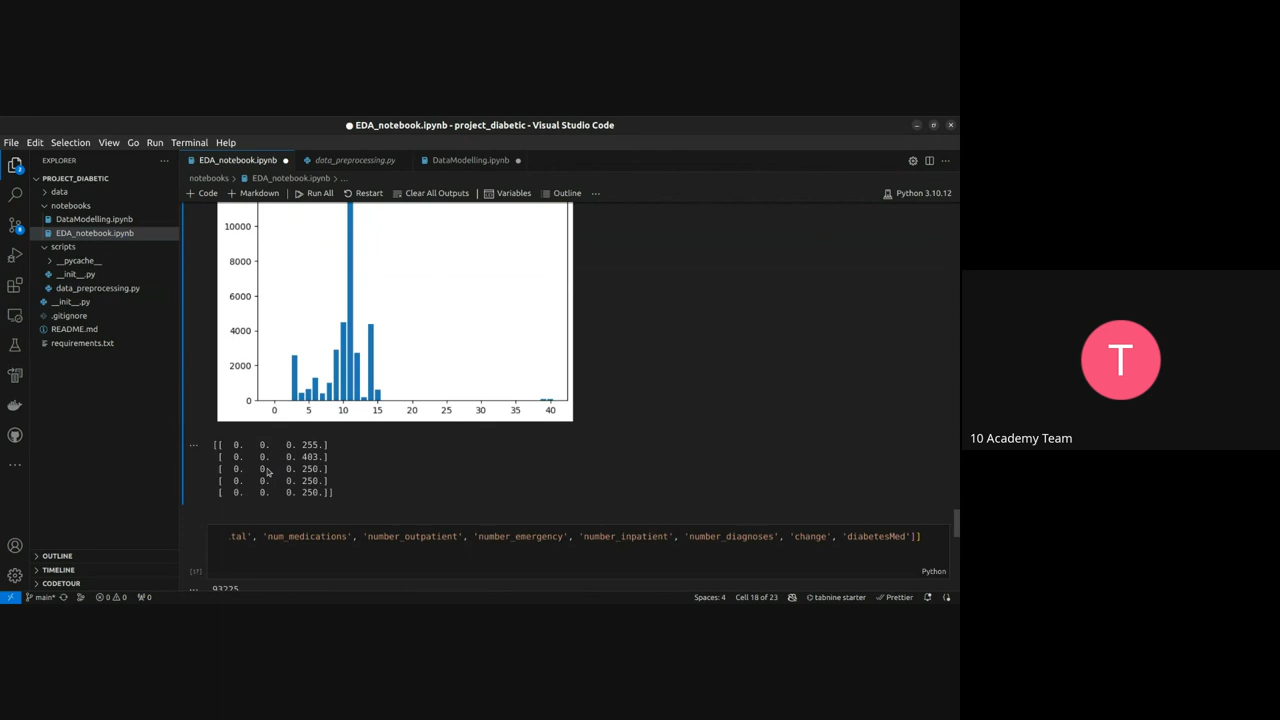 EDA_notebook.ipynb - project_diabetic - Visual Studio Code
File Edit Selection View Go Run Terminal Help
EXPLORER
PROJECT_DIABETIC
data
notebooks
DataModelling.ipynb
EDA_notebook.ipynb
scripts
__pycache__
__init__.py
data_preprocessing.py
__init__.py
.gitignore
README.md
requirements.txt
OUTLINE
TIMELINE
CODETOUR
EDA_notebook.ipynb data_preprocessing.py DataModelling.ipynb
notebooks > EDA_notebook.ipynb > ...
+ Code + Markdown Run All Restart Clear All Outputs Variables Outline ... Python 3.10.12
10000
8000
6000
4000
2000
0
0 5 10 15 20 25 30 35 40
[[ 0. 0. 0. 255.]
[ 0. 0. 0. 403.]
[ 0. 0. 0. 250.]
[ 0. 0. 0. 250.]
[ 0. 0. 0. 250.]]
.tal', 'num_medications', 'number_outpatient', 'number_emergency', 'number_inpatient', 'number_diagnoses', 'change', 'diabetesMed']]
[17] Python
93225
main* 0 0 0 Spaces: 4 Cell 18 of 23 tabnine starter Prettier
T
10 Academy Team